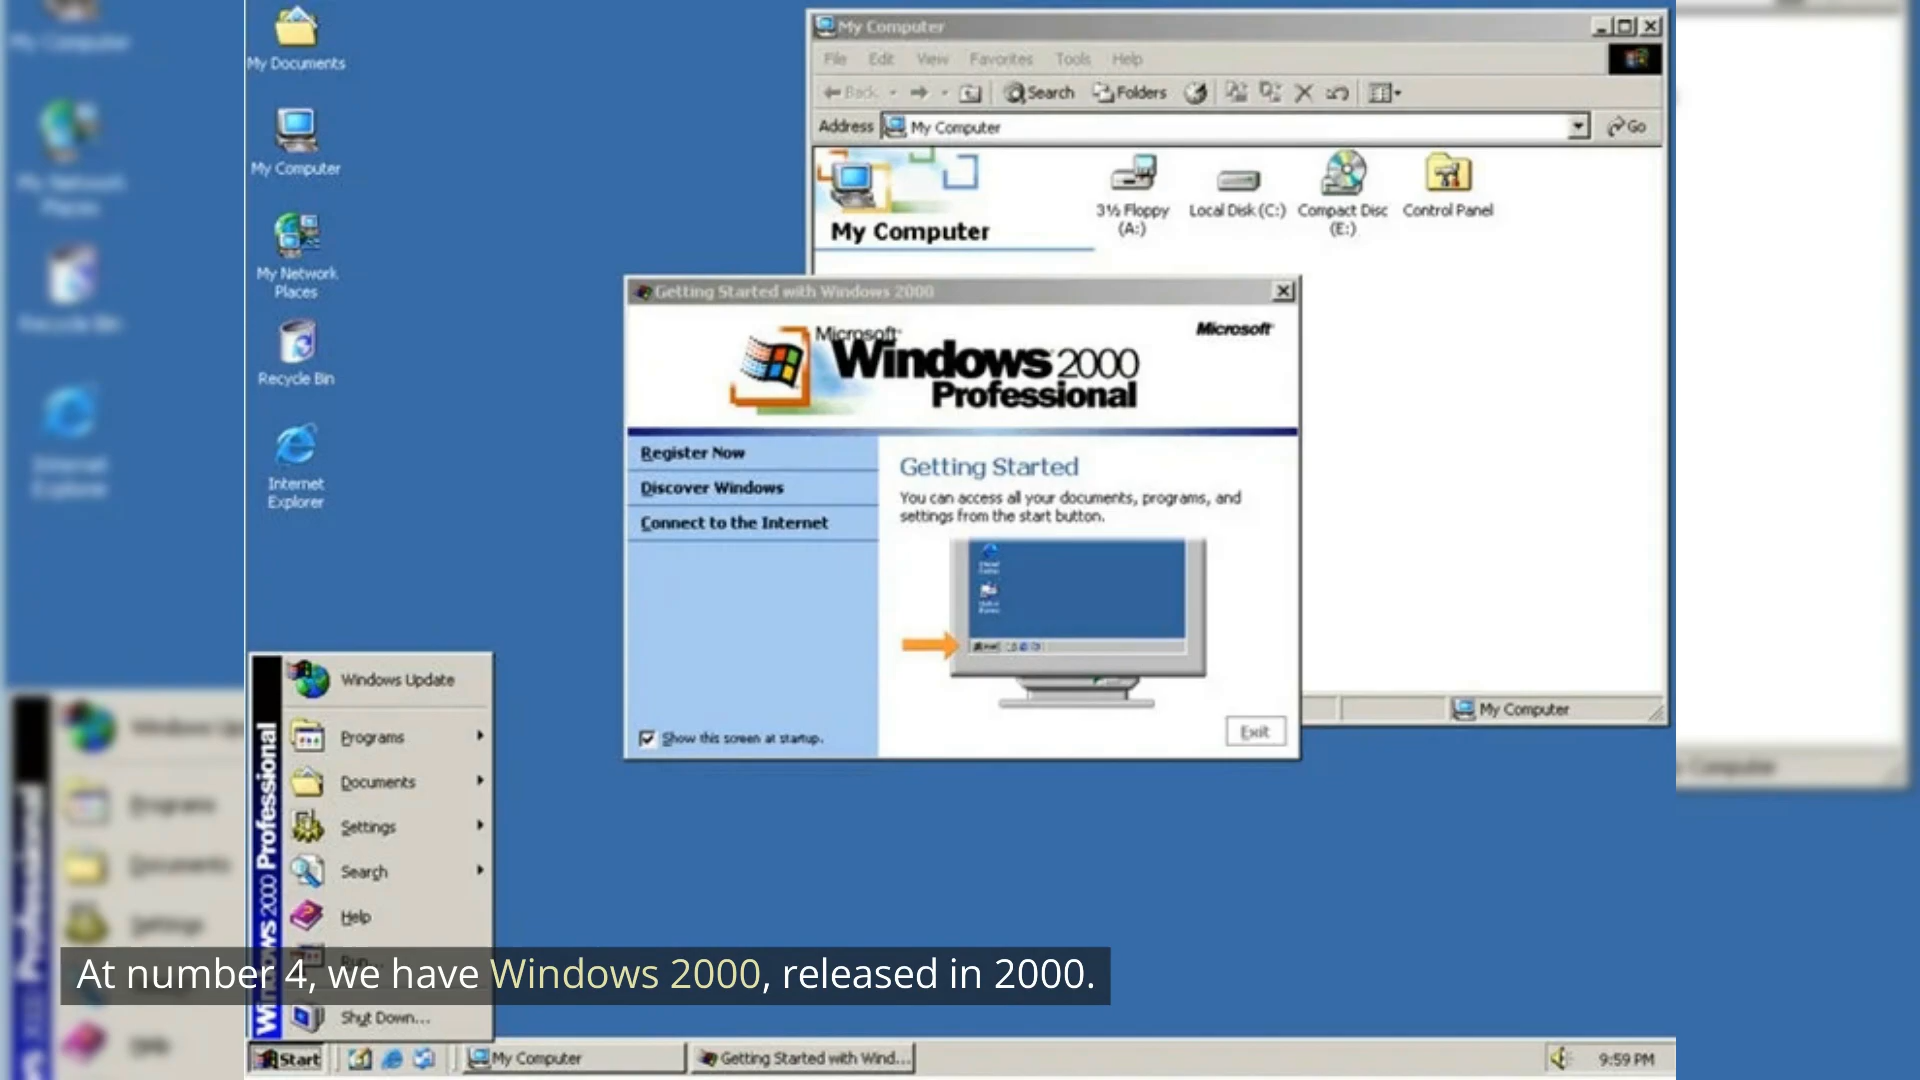 My Documents
My Computer
My Network
Places
Recycle Bin
Internet
Explorer
My Computer
File Edit View Favorites Tools Help
Back Search Folders
Address My Computer Go
My Computer
3½ Floppy
(A:)
Local Disk (C:)
Compact Disc
(E:)
Control Panel
My Computer
Getting Started with Windows 2000
Microsoft
Windows 2000
Professional
Microsoft
Register Now
Discover Windows
Connect to the Internet
Getting Started
You can access all your documents, programs, and
settings from the start button.
Show this screen at startup.
Exit
Windows 2000 Professional
Windows Update
Programs
Documents
Settings
Search
Help
Run...
Shut Down...
At number 4, we have Windows 2000, released in 2000.
Start My Computer Getting Started with Wind... 9:59 PM